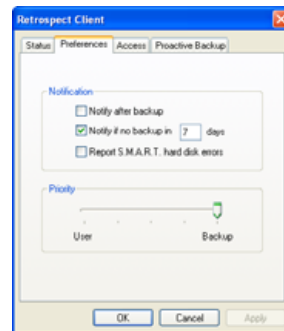 Retrospect Client
Status Preferences Access Proactive Backup
Notification
Notify after backup
Notify if no backup in 7 days
Report S.M.A.R.T. hard disk errors
Priority
User Backup
OK Cancel Apply